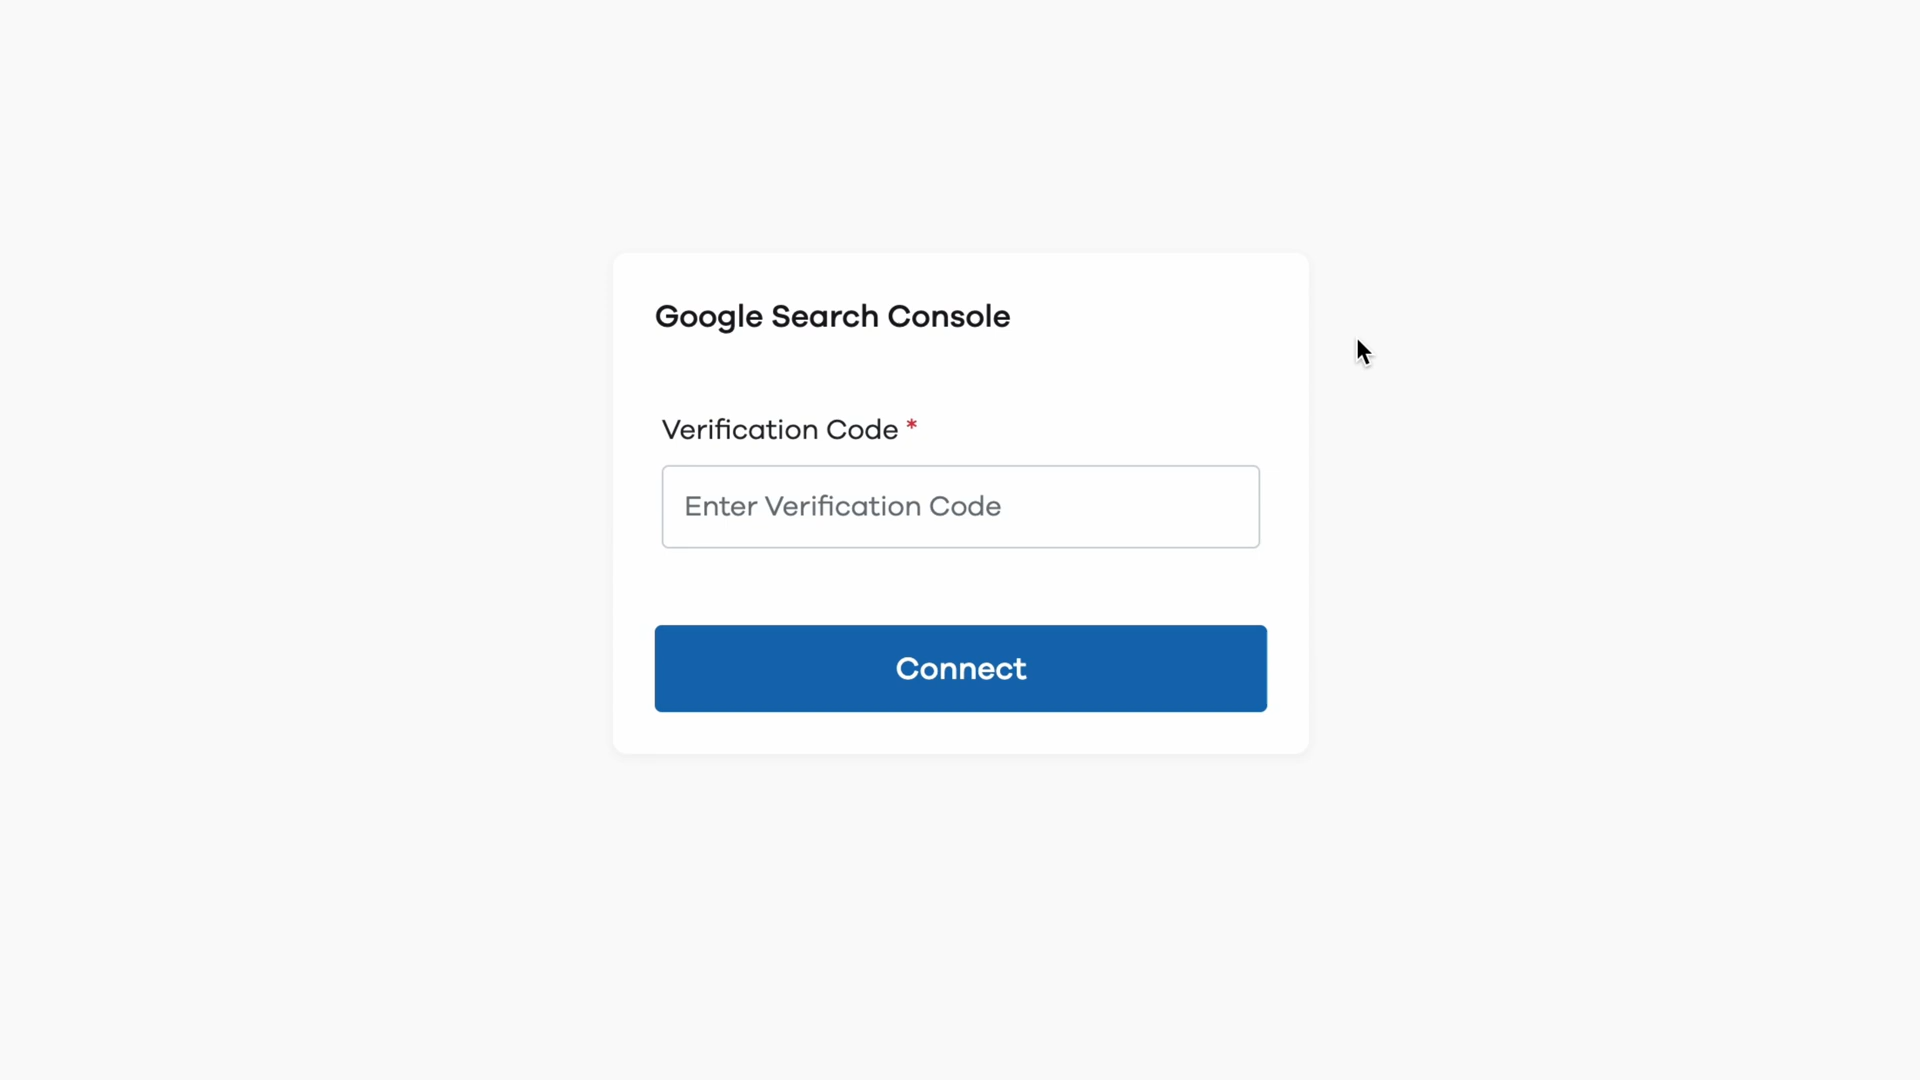 Google Search Console
Verification Code *
Enter Verification Code
Connect